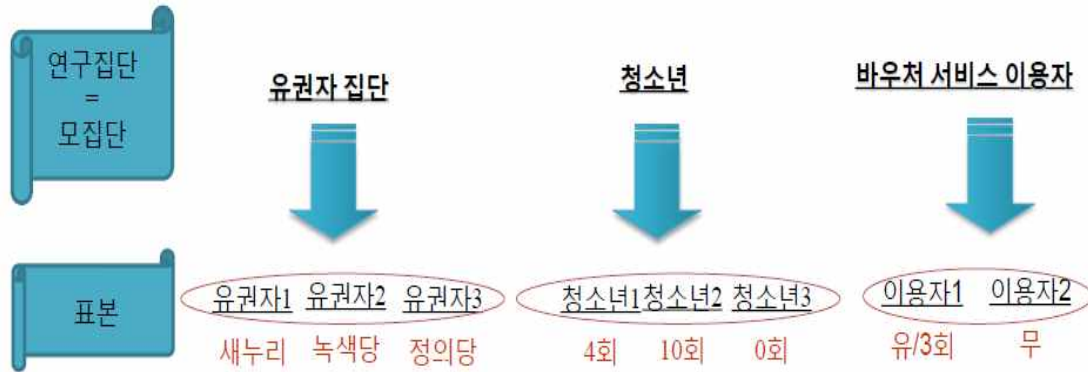 연구집단
=
모집단
유권자 집단
청소년
바우처 서비스 이용자
표본
유권자1 유권자2 유권자3
새누리 녹색당 정의당
청소년1 청소년2 청소년3
4회 10회 0회
이용자1 이용자2
유/3회 무